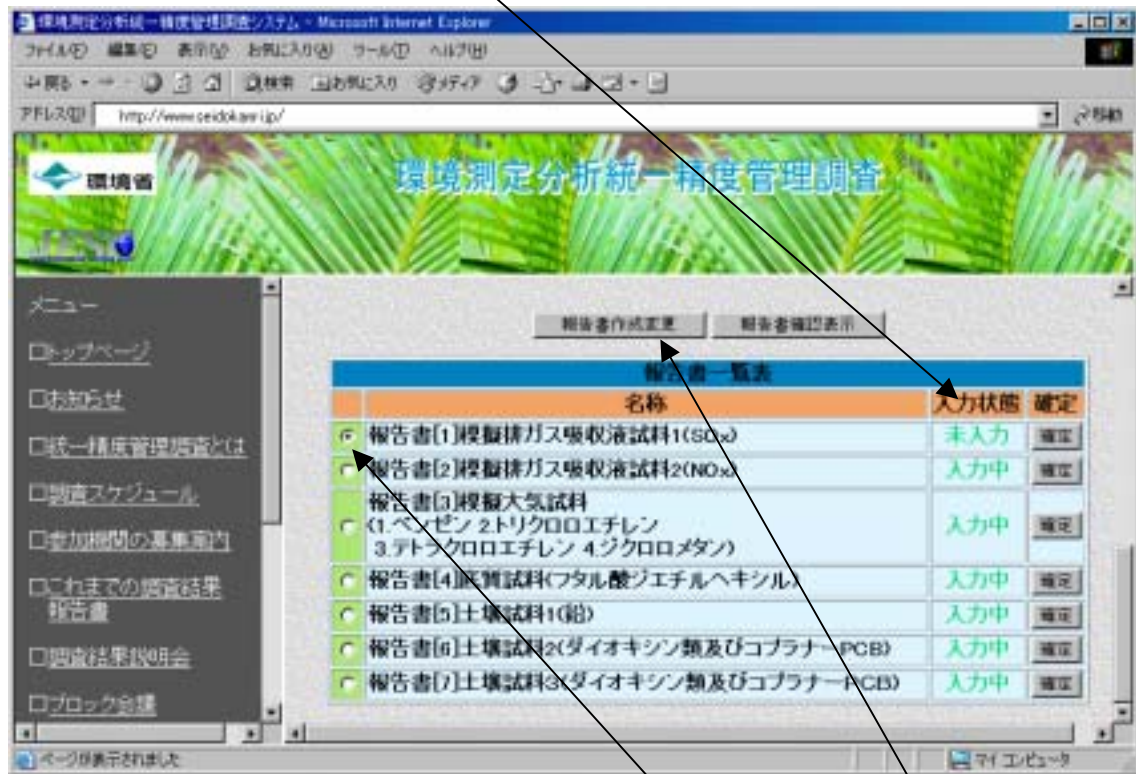 環境測定分析統一精度管理調査システム - Microsoft Internet Explorer
ファイル(F) 編集(E) 表示(V) お気に入り(A) ツール(T) ヘルプ(H)
戻る 検索 お気に入り メディア
アドレス(D) http://www.seidokanri.jp/ 移動
環境省
環境測定分析統一精度管理調査
メニュー
トップページ
お知らせ
統一精度管理調査とは
調査スケジュール
参加機関の募集案内
これまでの調査結果
報告書
調査結果説明会
ブロック会議
報告書作成変更 報告書確認表示
報告書一覧表
名称 入力状態 確定
報告書[1]模擬排ガス吸収液試料1(SOx) 未入力 確定
報告書[2]模擬排ガス吸収液試料2(NOx) 入力中 確定
報告書[3]模擬大気試料
(1.ベンゼン 2.トリクロロエチレン
3.テトラクロロエチレン 4.ジクロロメタン) 入力中 確定
報告書[4]底質試料(フタル酸ジエチルヘキシル) 入力中 確定
報告書[5]土壌試料1(鉛) 入力中 確定
報告書[6]土壌試料2(ダイオキシン類及びコプラナーPCB) 入力中 確定
報告書[7]土壌試料3(ダイオキシン類及びコプラナーPCB) 入力中 確定
ページが表示されました マイ コンピュータ